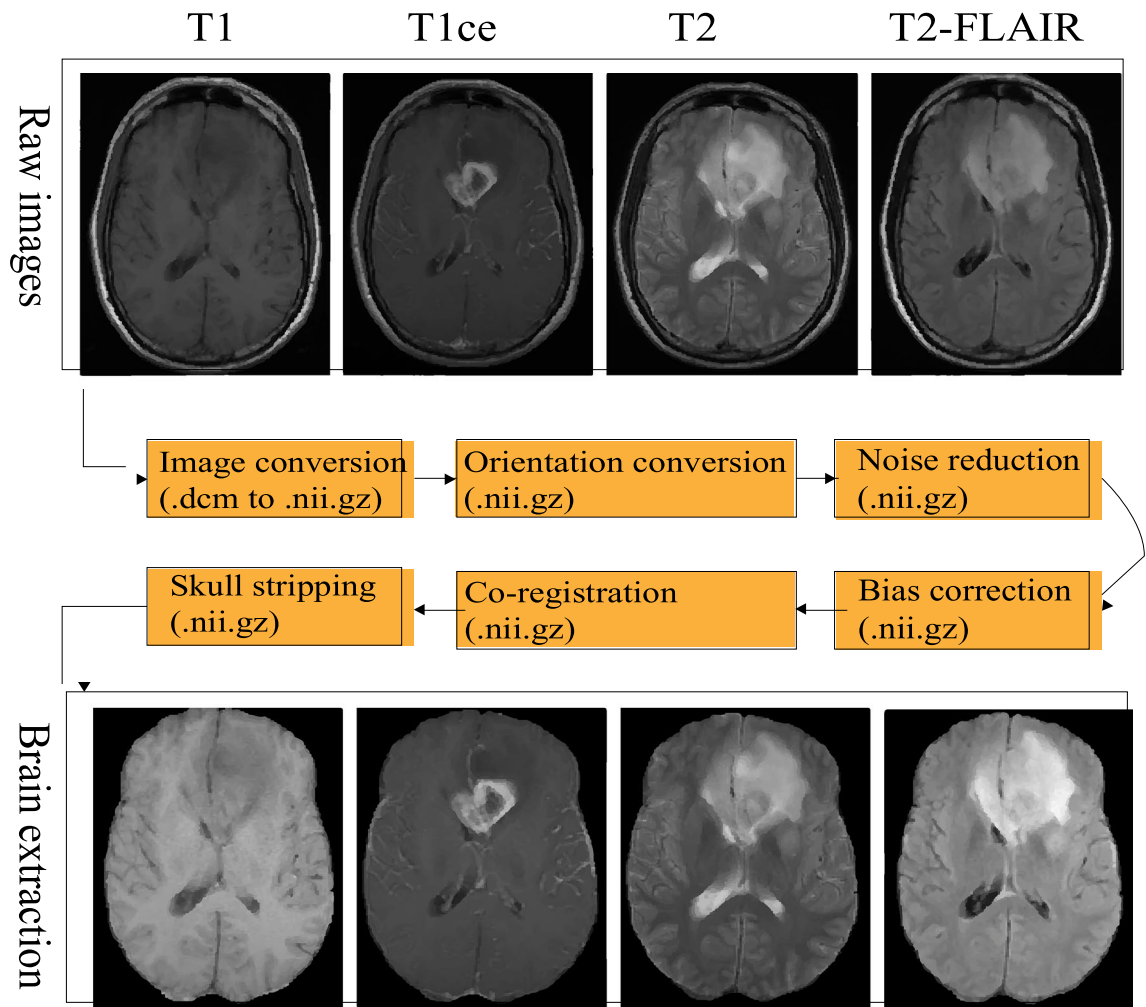 T1 T1ce T2 T2-FLAIR
Raw images
Image conversion
(.dcm to .nii.gz)
Orientation conversion
(.nii.gz)
Noise reduction
(.nii.gz)
Skull stripping
(.nii.gz)
Co-registration
(.nii.gz)
Bias correction
(.nii.gz)
Brain extraction